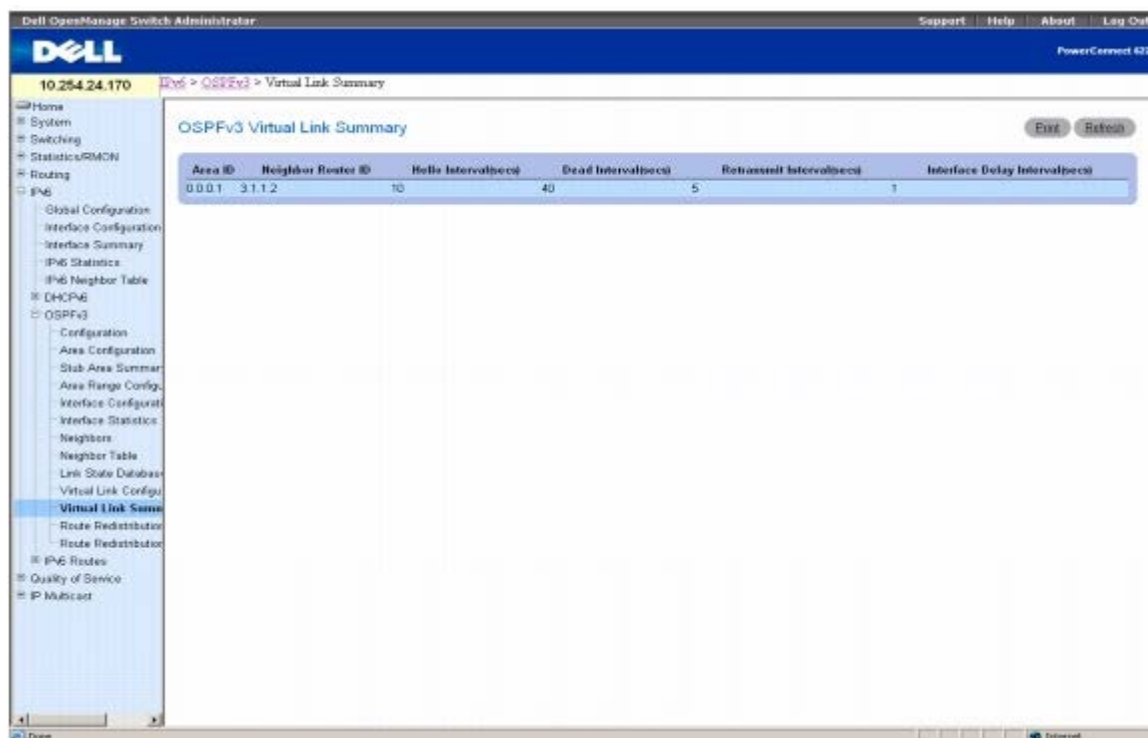 Dell OpenManage Switch Administrator Support Help About Log Out
DELL
PowerConnect 62
10.254.24.170
IPv6 > OSPFv3 > Virtual Link Summary
Home
System
Switching
Statistics/RMON
Routing
IPv6
Global Configuration
Interface Configuration
Interface Summary
IPv6 Statistics
IPv6 Neighbor Table
DHCPv6
OSPFv3
Configuration
Area Configuration
Stub Area Summar
Area Range Configu
Interface Configurati
Interface Statistics
Neighbors
Neighbor Table
Link State Databas
Virtual Link Configu
Virtual Link Summ
Route Redistribution
Route Redistribution
IPv6 Routes
Quality of Service
IP Multicast
OSPFv3 Virtual Link Summary
Print Refresh
Area ID Neighbor Router ID Hello Interval(secs) Dead Interval(secs) Retransmit Interval(secs) Interface Delay Interval(secs)
0.0.0.1 3.1.1.2 10 40 5 1
Done Internet